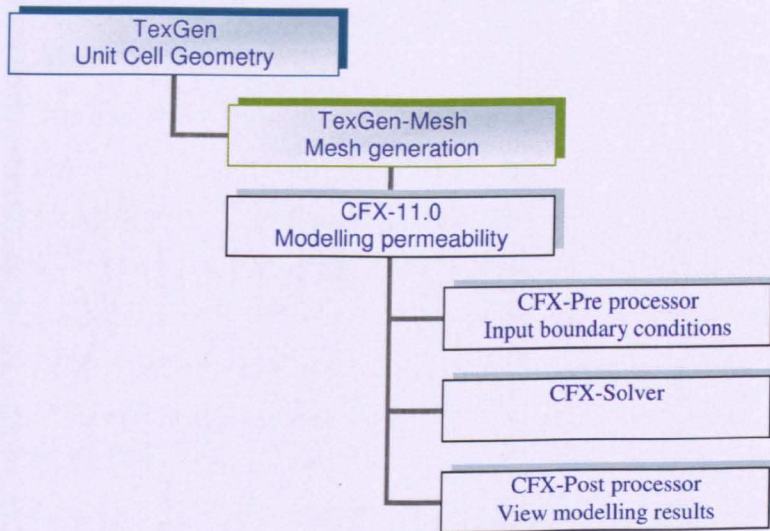 TexGen
Unit Cell Geometry
TexGen-Mesh
Mesh generation
CFX-11.0
Modelling permeability
CFX-Pre processor
Input boundary conditions
CFX-Solver
CFX-Post processor
View modelling results